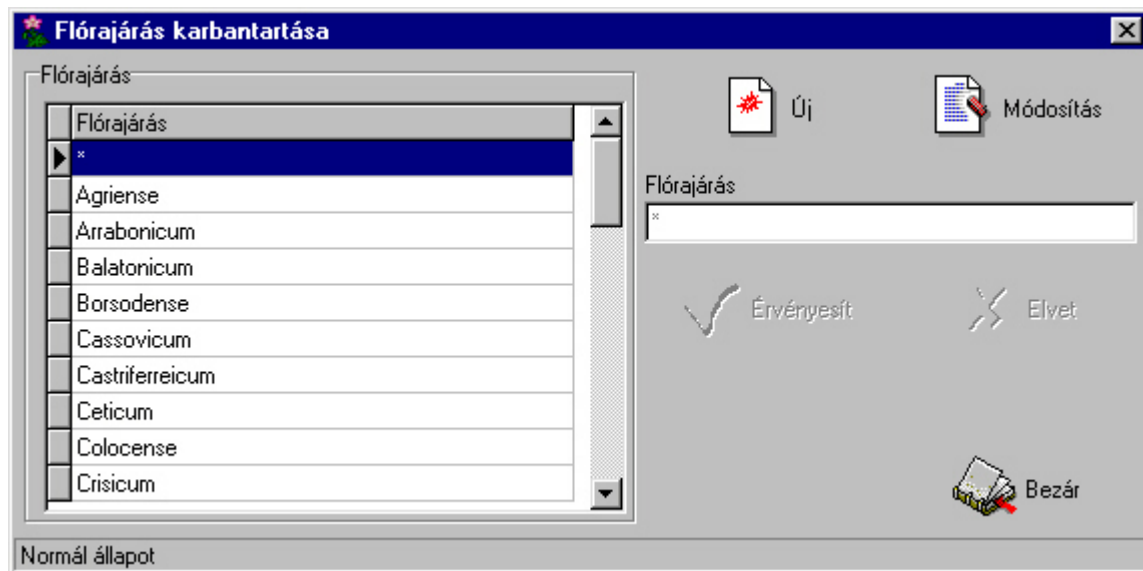 Flórajárás karbantartása
Flórajárás
Flórajárás
*
Agriense
Arrabonicum
Balatonicum
Borsodense
Cassovicum
Castriferreicum
Ceticum
Colocense
Crisicum
Új
Módosítás
Flórajárás
*
Érvényesít
Elvet
Bezár
Normál állapot